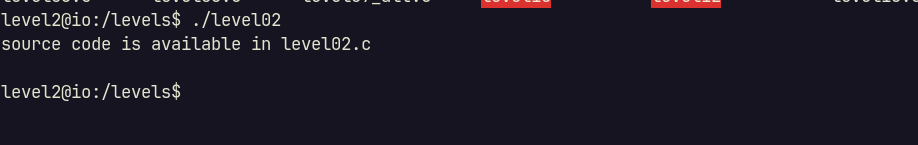 level2@io:/levels$ ./level02
source code is available in level02.c
level2@io:/levels$